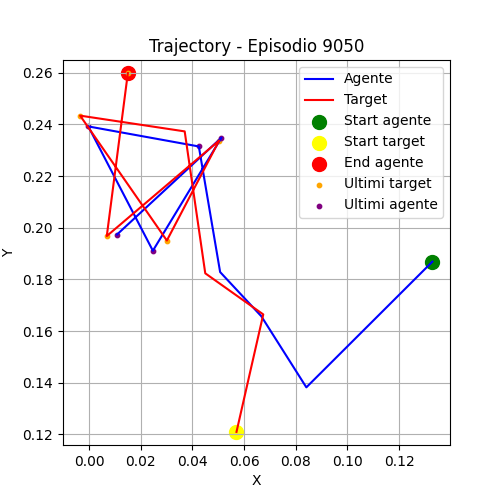 Trajectory - Episodio 9050
Agente
Target
Start agente
Start target
End agente
Ultimi target
Ultimi agente
Y
0.26
0.24
0.22
0.20
0.18
0.16
0.14
0.12
0.00 0.02 0.04 0.06 0.08 0.10 0.12
X